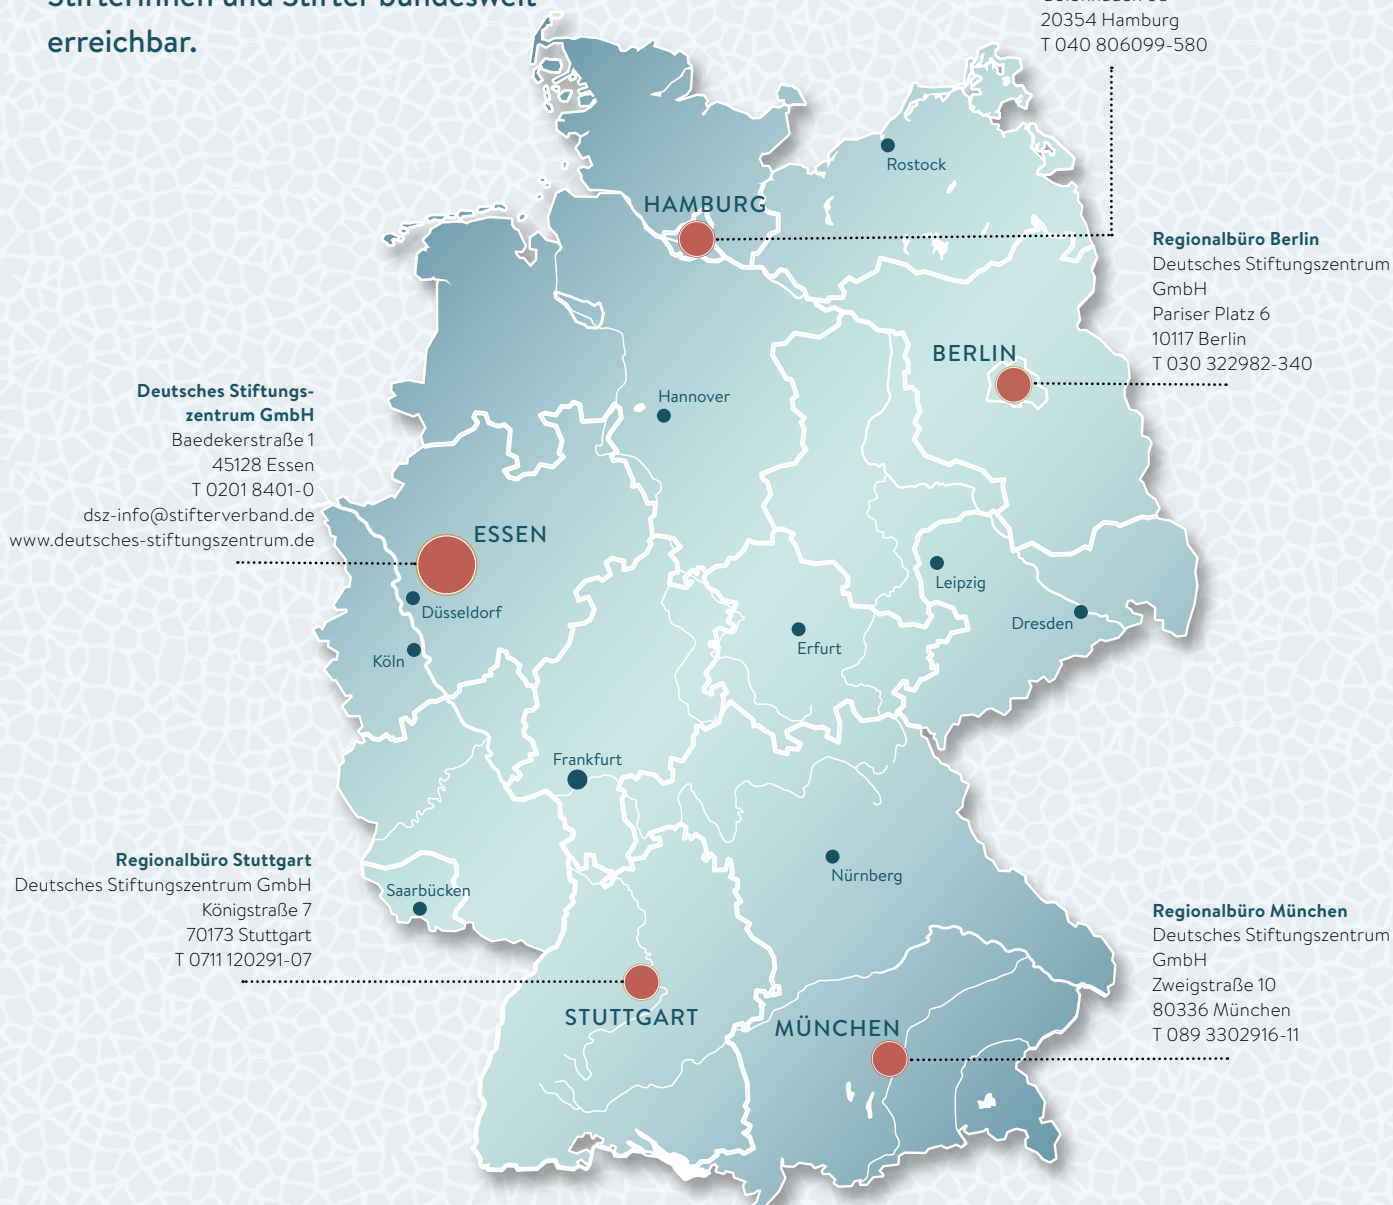 Stifterinnen und Stifter bundesweit
erreichbar.
20354 Hamburg
T 040 806099-580
Rostock
HAMBURG
Regionalbüro Berlin
Deutsches Stiftungszentrum
GmbH
Pariser Platz 6
10117 Berlin
T 030 322982-340
BERLIN
Deutsches Stiftungs-
zentrum GmbH
Baedekerstraße 1
45128 Essen
T 0201 8401-0
dsz-info@stifterverband.de
www.deutsches-stiftungszentrum.de
Hannover
ESSEN
Leipzig
Düsseldorf
Dresden
Erfurt
Köln
Frankfurt
Regionalbüro Stuttgart
Deutsches Stiftungszentrum GmbH
Königstraße 7
70173 Stuttgart
T 0711 120291-07
Nürnberg
Saarbücken
Regionalbüro München
Deutsches Stiftungszentrum
GmbH
Zweigstraße 10
80336 München
T 089 3302916-11
STUTTGART
MÜNCHEN